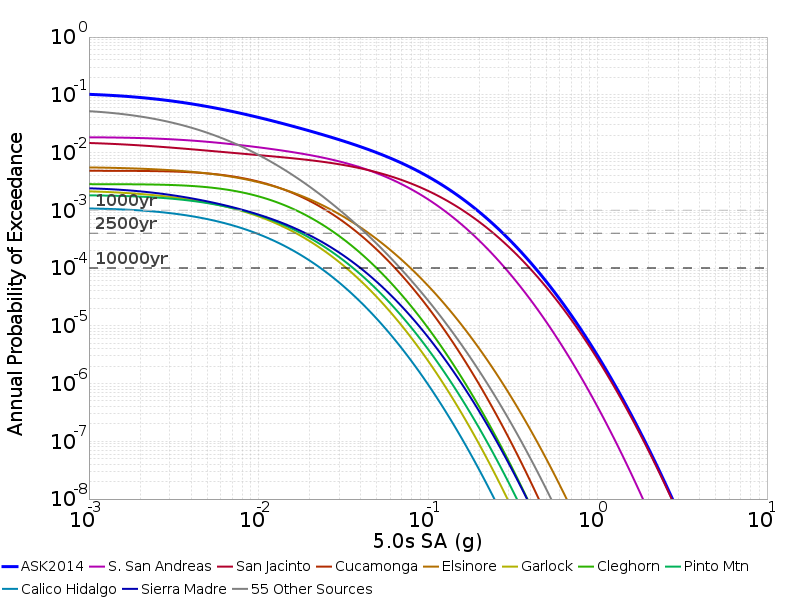 10^0
10^-1
10^-2
10^-3
10^-4
10^-5
10^-6
10^-7
10^-8
Annual Probability of Exceedance
1000yr
2500yr
10000yr
10^-3 10^-2 10^-1 10^0 10^1
5.0s SA (g)
ASK2014 S. San Andreas San Jacinto Cucamonga Elsinore Garlock Cleghorn Pinto Mtn
Calico Hidalgo Sierra Madre 55 Other Sources